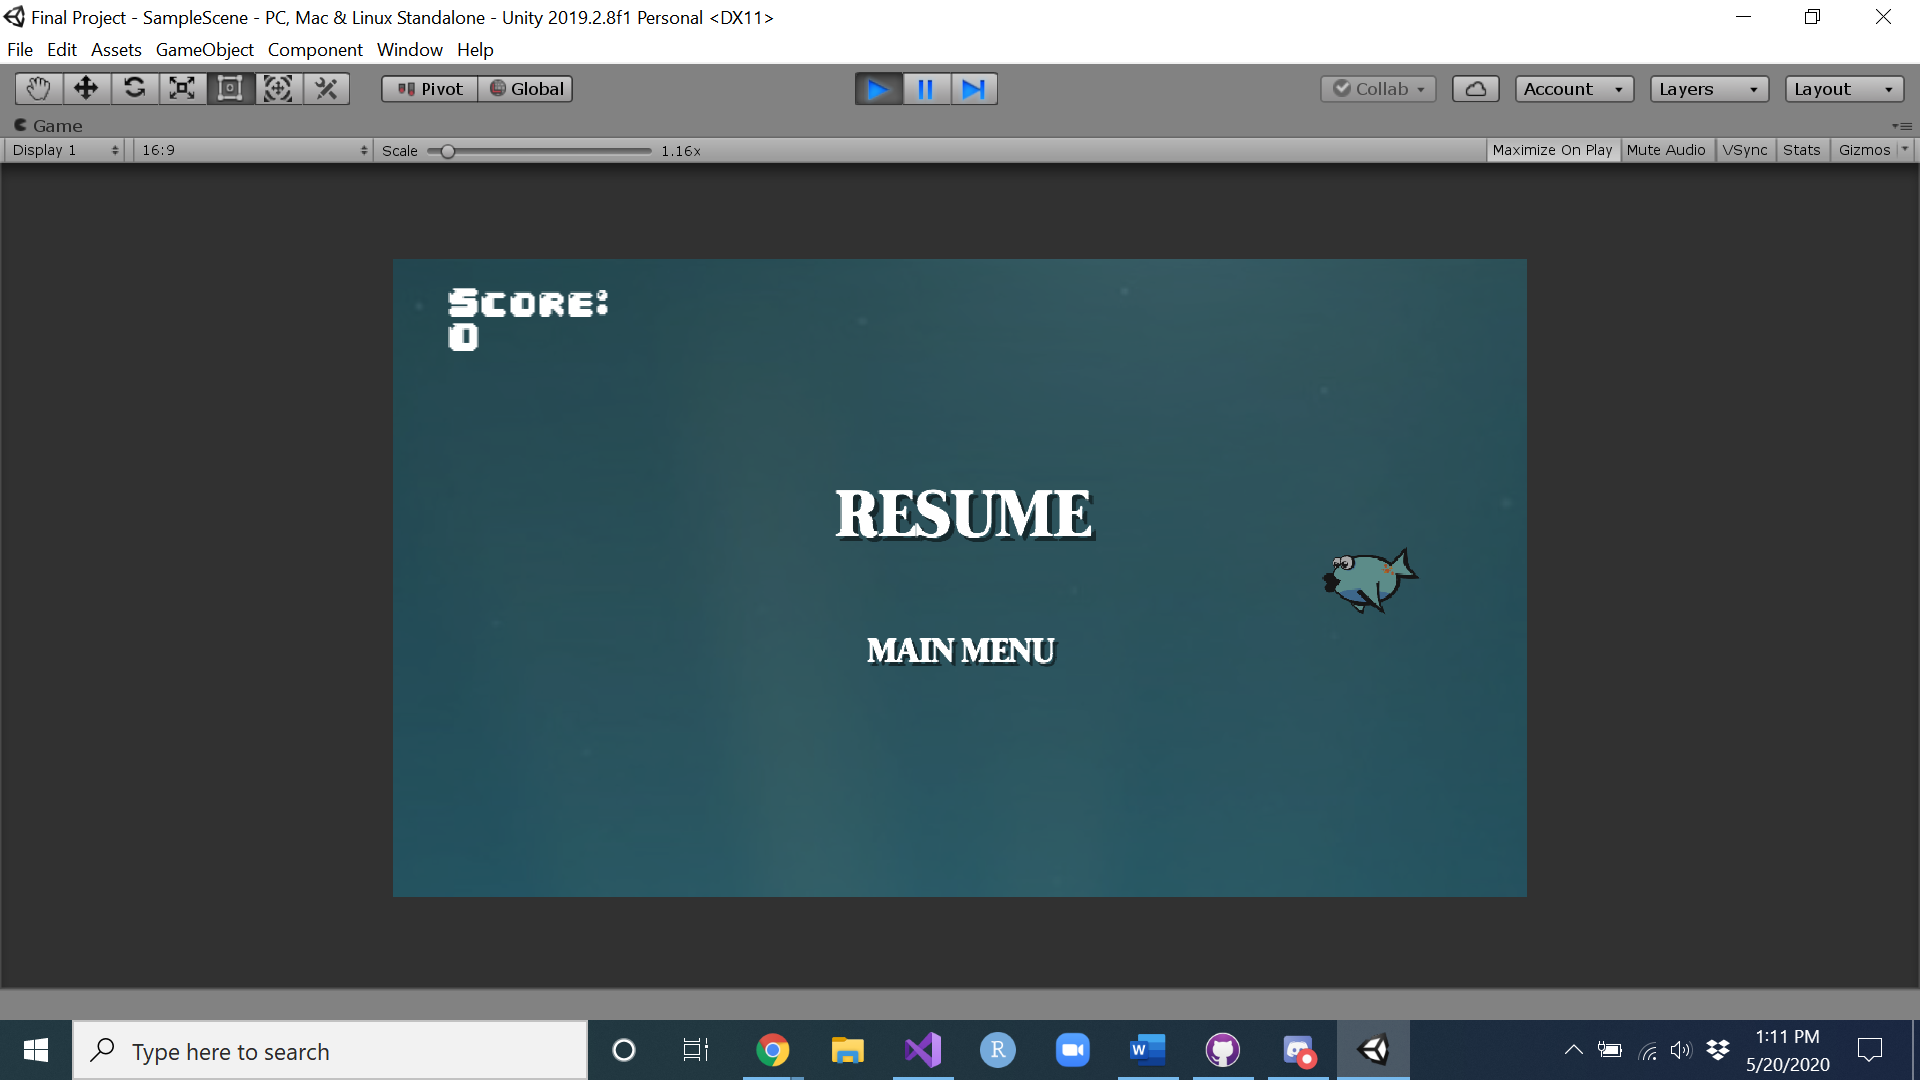 Final Project - SampleScene - PC, Mac & Linux Standalone - Unity 2019.2.8f1 Personal <DX11>
File Edit Assets GameObject Component Window Help
Pivot Global Collab Account Layers Layout
Game
Display 1 16:9 Scale 1.16x Maximize On Play Mute Audio VSync Stats Gizmos
Score:
0
RESUME
MAIN MENU
Type here to search
R
W
1:11 PM
5/20/2020